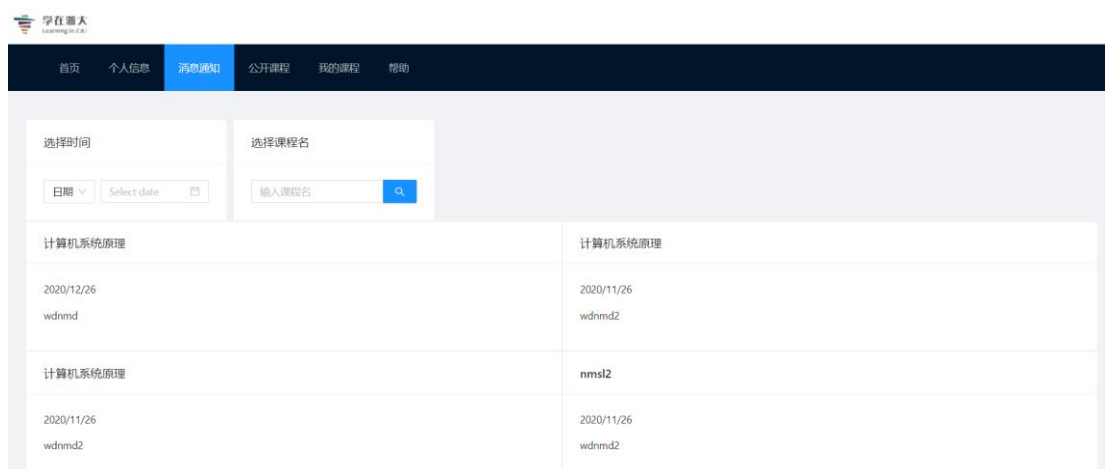 学在浙大
Learning in ZJU
首页 个人信息 消息通知 公开课程 我的课程 帮助
选择时间 选择课程名
日期 Select date 输入课程名
计算机系统原理 计算机系统原理
2020/12/26 2020/11/26
wdnmd wdnmd2
计算机系统原理 nmsl2
2020/11/26 2020/11/26
wdnmd2 wdnmd2